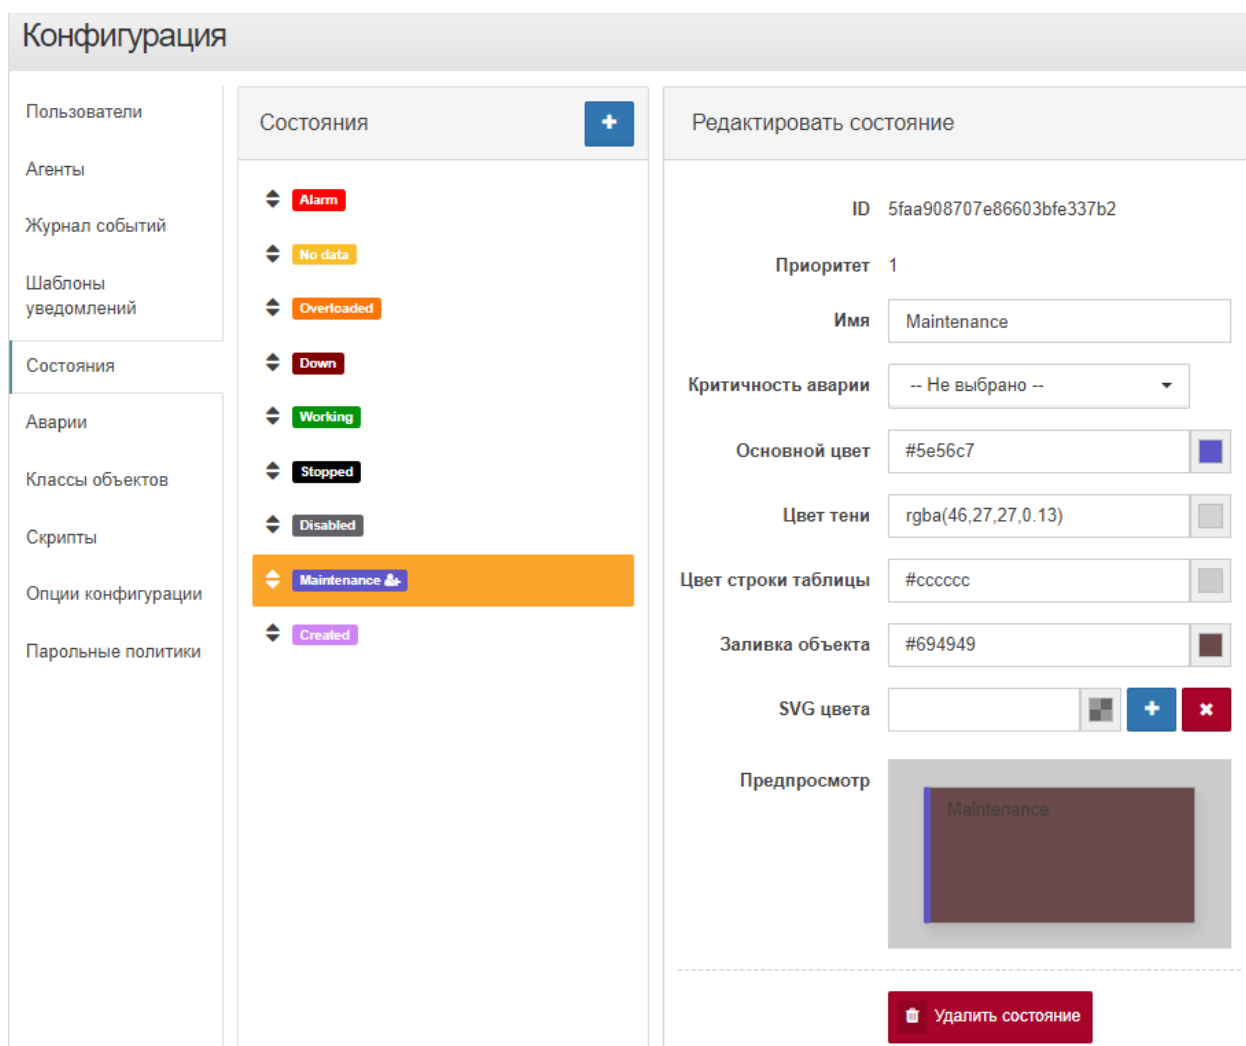 Конфигурация
Пользователи
Агенты
Журнал событий
Шаблоны
уведомлений
Состояния
Аварии
Классы объектов
Скрипты
Опции конфигурации
Парольные политики
Состояния
Alarm
No data
Overloaded
Down
Working
Stopped
Disabled
Maintenance
Created
Редактировать состояние
ID 5faa908707e86603bfe337b2
Приоритет 1
Имя Maintenance
Критичность аварии -- Не выбрано --
Основной цвет #5e56c7
Цвет тени rgba(46,27,27,0.13)
Цвет строки таблицы #cccccc
Заливка объекта #694949
SVG цвета
Предпросмотр
Maintenance
Удалить состояние